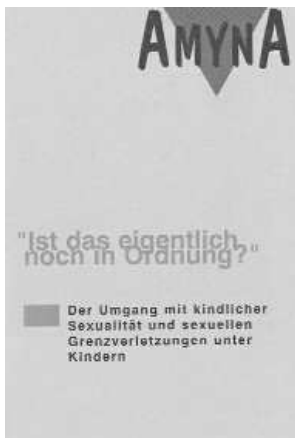 AMYNA
"Ist das eigentlich
noch in Ordnung?"
Der Umgang mit kindlicher
Sexualität und sexuellen
Grenzverletzungen unter
Kindern